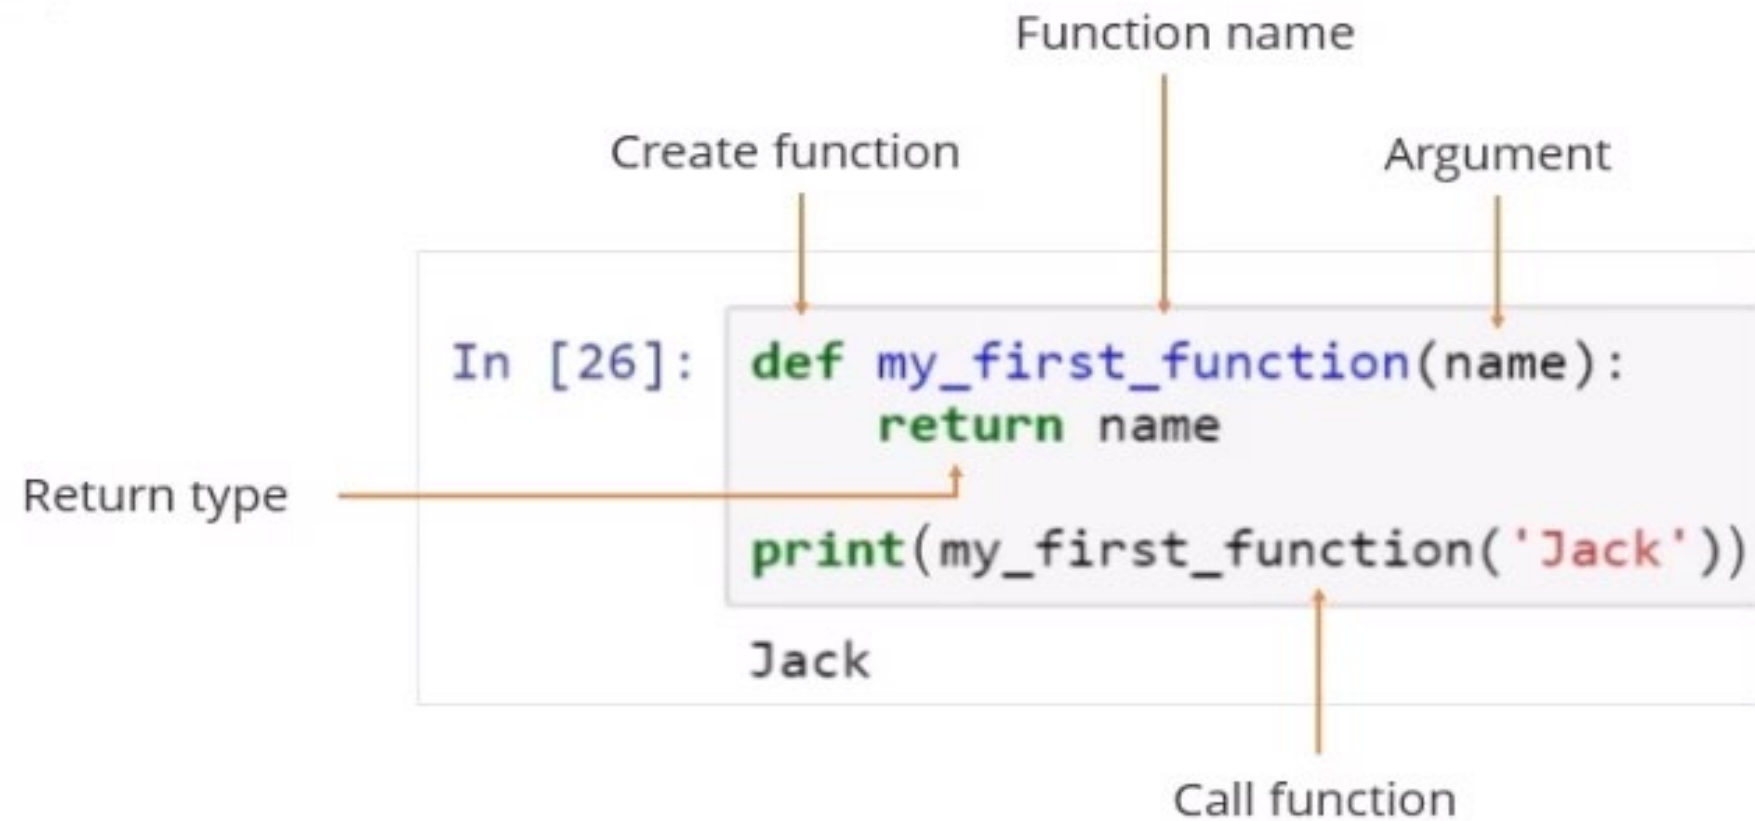 Function name
Create function
Argument
In [26]:
def my_first_function(name):
    return name
Return type
print(my_first_function('Jack'))
Jack
Call function